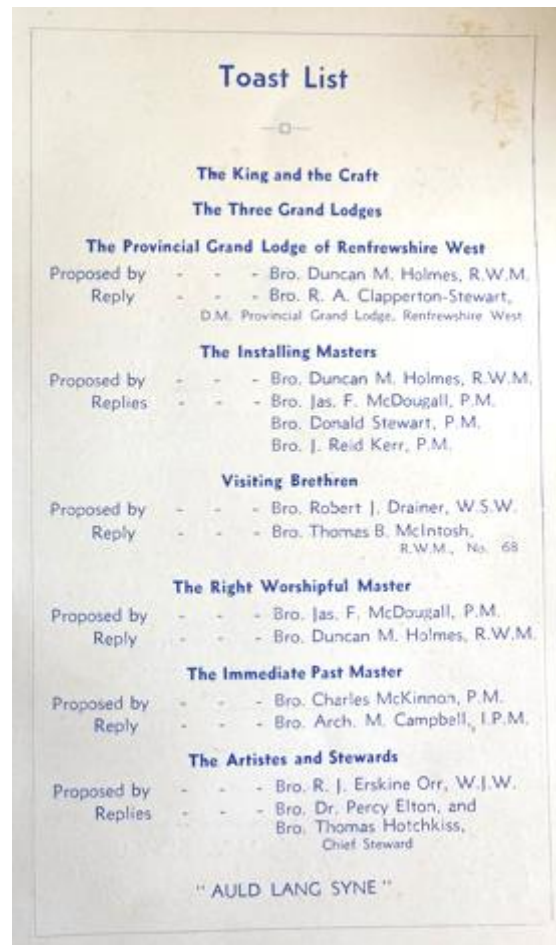 Toast List
The King and the Craft
The Three Grand Lodges
The Provincial Grand Lodge of Renfrewshire West
Proposed by - - - Bro. Duncan M. Holmes, R.W.M.
Reply - - - Bro. R. A. Clapperton-Stewart,
D.M. Provincial Grand Lodge, Renfrewshire West
The Installing Masters
Proposed by - - - Bro. Duncan M. Holmes, R.W.M.
Replies - - - Bro. Jas. F. McDougall, P.M.
Bro. Donald Stewart, P.M.
Bro. J. Reid Kerr, P.M.
Visiting Brethren
Proposed by - - - Bro. Robert J. Drainer, W.S.W.
Reply - - - Bro. Thomas B. McIntosh,
R.W.M., No. 68
The Right Worshipful Master
Proposed by - - - Bro. Jas. F. McDougall, P.M.
Reply - - - Bro. Duncan M. Holmes, R.W.M.
The Immediate Past Master
Proposed by - - - Bro. Charles McKinnon, P.M.
Reply - - - Bro. Arch. M. Campbell, I.P.M.
The Artistes and Stewards
Proposed by - - - Bro. R. J. Erskine Orr, W.J.W.
Replies - - - Bro. Dr. Percy Elton, and
Bro. Thomas Hotchkiss,
Chief Steward
" AULD LANG SYNE "